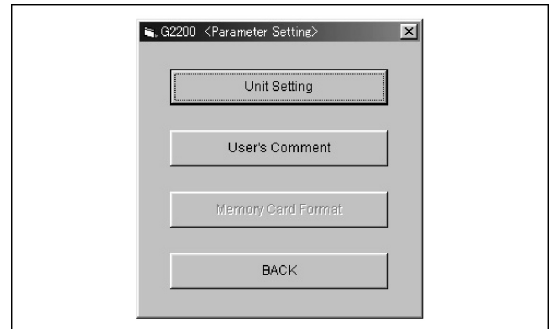 G2200 <Parameter Setting>
Unit Setting
User's Comment
Memory Card Format
BACK